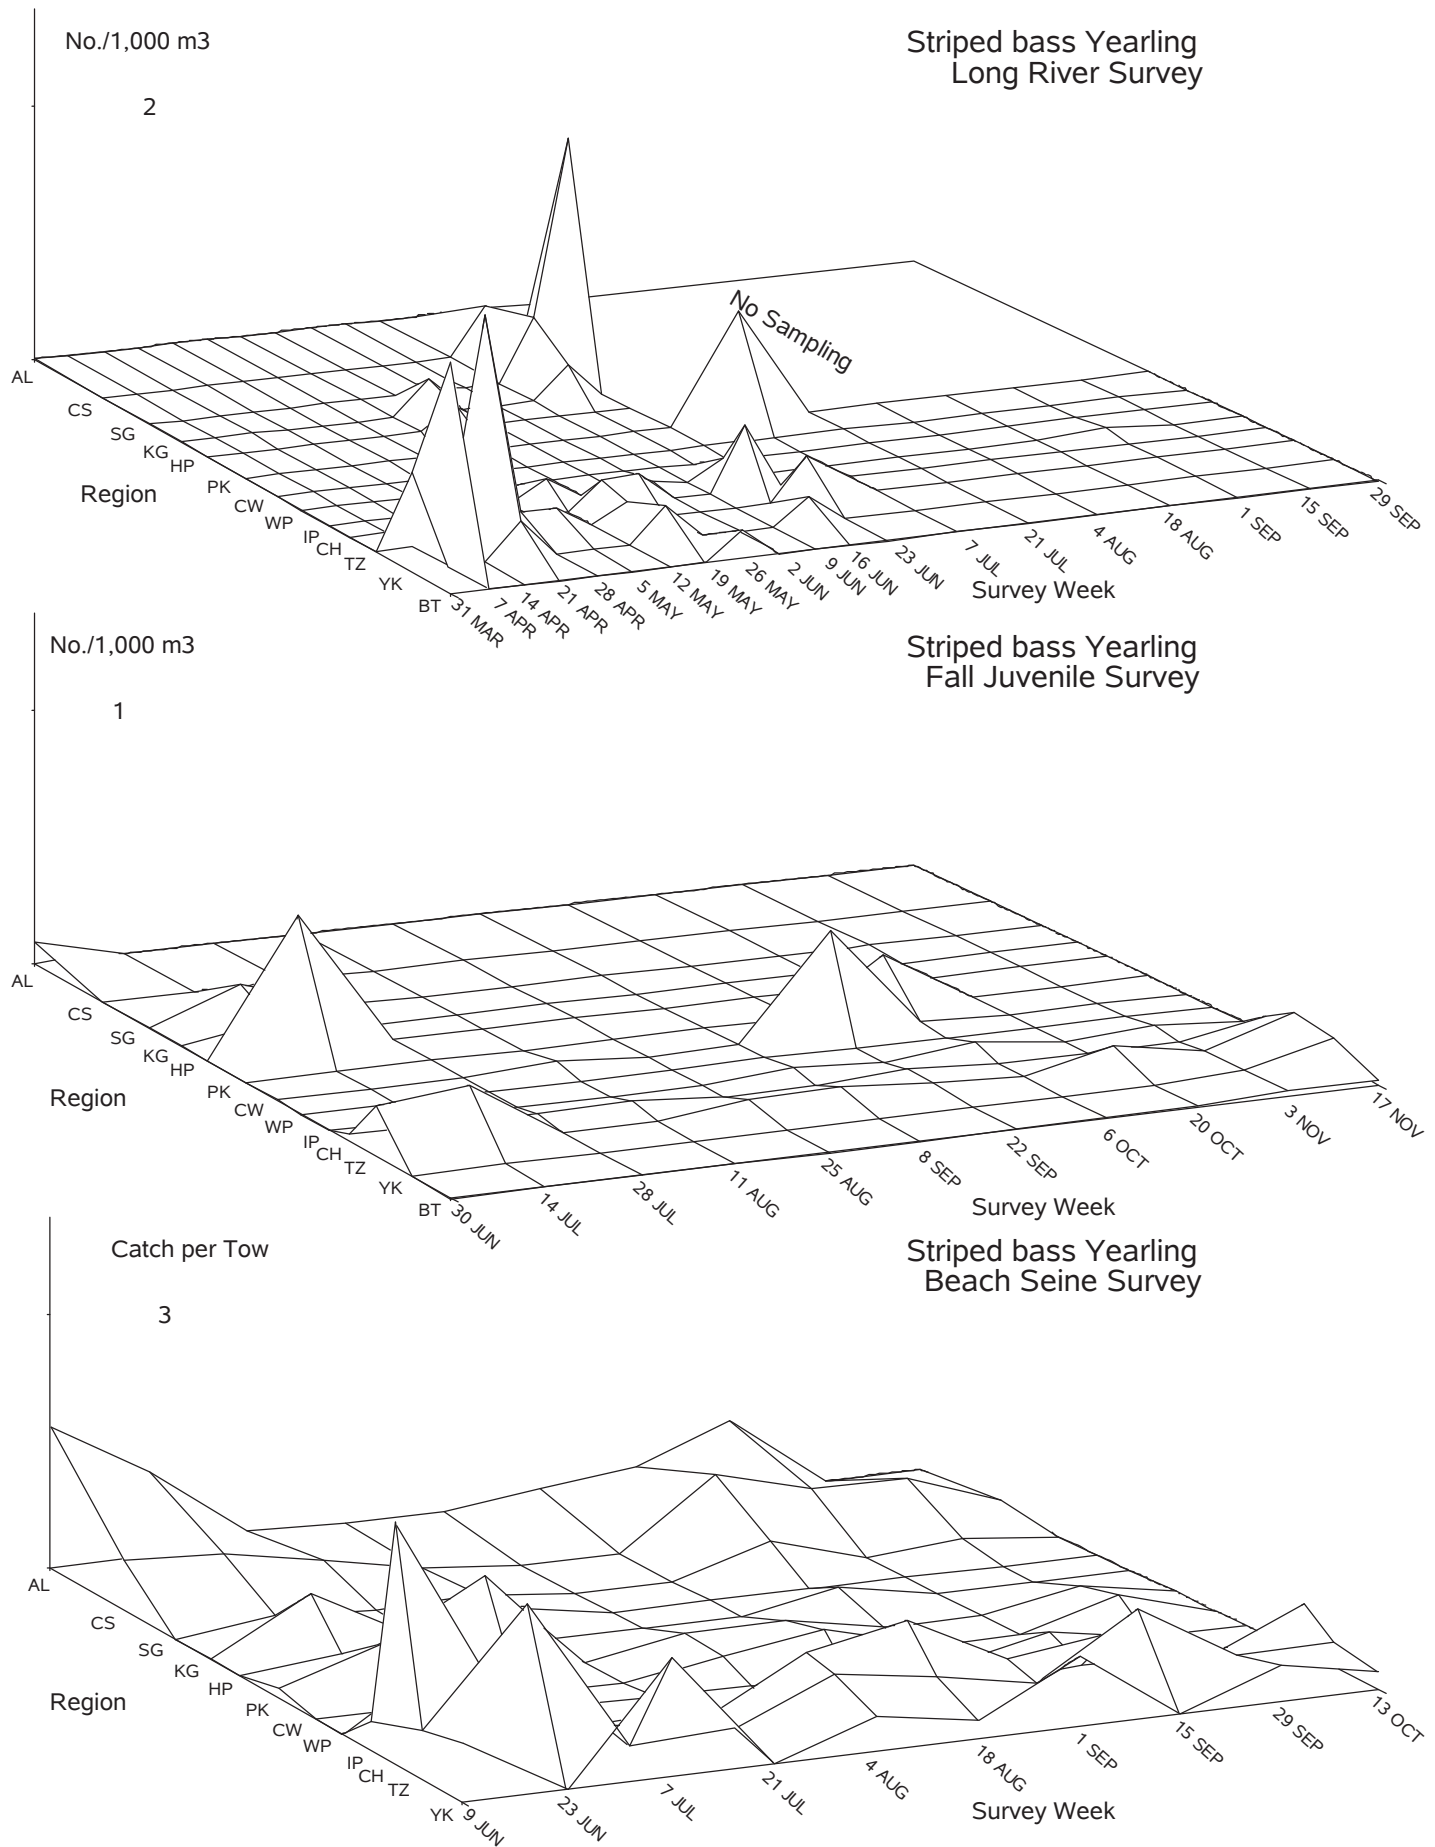 No./1,000 m3
Striped bass Yearling
Long River Survey
2
No Sampling
AL
CS
SG
KG
HP
PK
CW
WP
IP
CH
TZ
YK
BT
Region
31 MAR
7 APR
14 APR
21 APR
28 APR
5 MAY
12 MAY
19 MAY
26 MAY
2 JUN
9 JUN
16 JUN
23 JUN
7 JUL
21 JUL
4 AUG
18 AUG
1 SEP
15 SEP
29 SEP
Survey Week
No./1,000 m3
Striped bass Yearling
Fall Juvenile Survey
1
AL
CS
SG
KG
HP
PK
CW
WP
IP
CH
TZ
YK
BT
Region
30 JUN
14 JUL
28 JUL
11 AUG
25 AUG
8 SEP
22 SEP
6 OCT
20 OCT
3 NOV
17 NOV
Survey Week
Catch per Tow
Striped bass Yearling
Beach Seine Survey
3
AL
CS
SG
KG
HP
PK
CW
WP
IP
CH
TZ
YK
Region
9 JUN
23 JUN
7 JUL
21 JUL
4 AUG
18 AUG
1 SEP
15 SEP
29 SEP
13 OCT
Survey Week